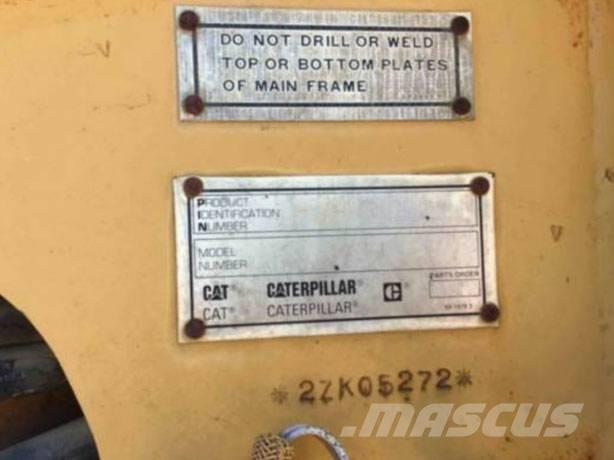 DO NOT DRILL OR WELD
TOP OR BOTTOM PLATES
OF MAIN FRAME
PRODUCT
IDENTIFICATION
NUMBER
MODEL
NUMBER
PARTS ORDER
CAT CATERPILLAR® C
CAT® CATERPILLAR®
*2ZK05272*
MASCUS